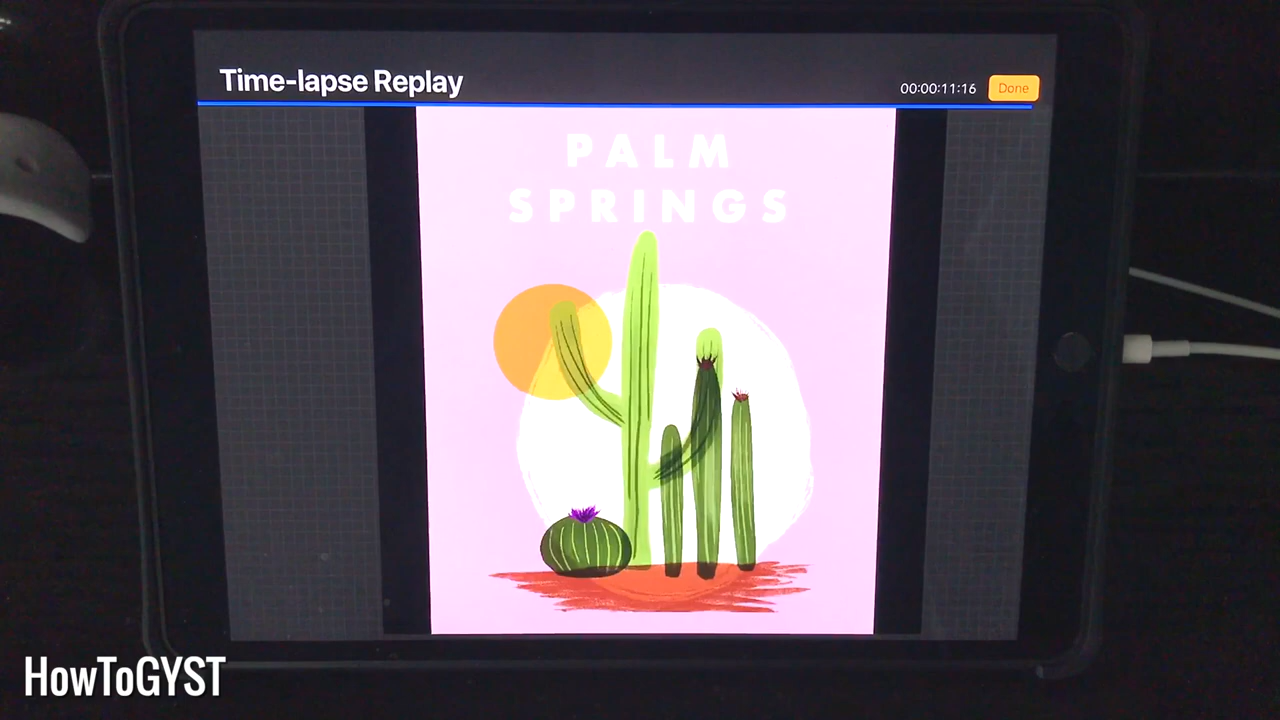 Time-lapse Replay
00:00:11:16
Done
PALM
SPRINGS
HowToGYST